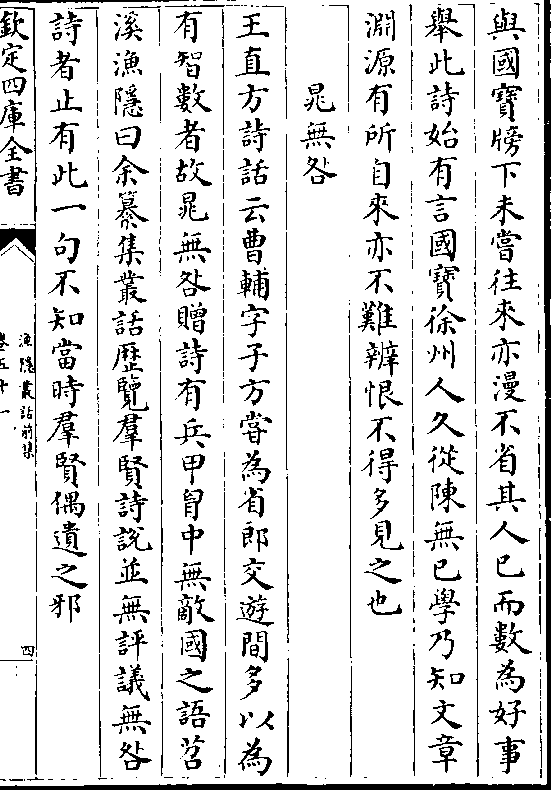 與國寶牓下未嘗往來亦漫不省其人已而數為好事
舉此詩始有言國寶徐州人久從陳無已學乃知文章
淵源有所自來亦不難辨恨不得多見之也
晁無咎
王直方詩話云曹輔字子方嘗為省郎交遊間多以為
有智數者故晁無咎贈詩有兵甲胷中無敵國之語苕
溪漁隱曰余纂集叢話歷覽羣賢詩說並無評議無咎
詩者止有此一句不知當時羣賢偶遺之邪
欽定四庫全書
漁隱叢話前集
卷五十一
四